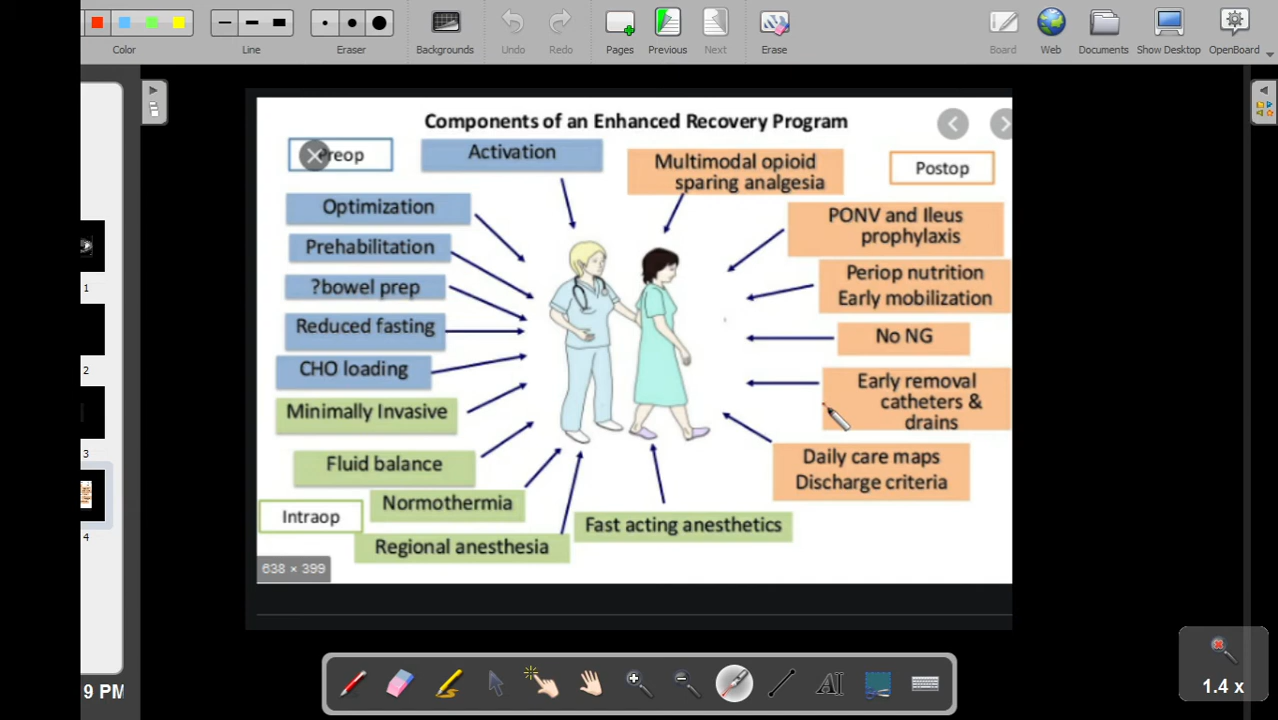 Color
Line
Eraser
Backgrounds
Undo
Redo
Pages
Previous
Next
Erase
Board
Web
Documents
Show Desktop
OpenBoard
Components of an Enhanced Recovery Program
Preop
Activation
Multimodal opioid
sparing analgesia
Postop
Optimization
PONV and Ileus
prophylaxis
Prehabilitation
Periop nutrition
Early mobilization
?bowel prep
Reduced fasting
No NG
CHO loading
Early removal
catheters &
drains
Minimally Invasive
Fluid balance
Daily care maps
Discharge criteria
Normothermia
Intraop
Fast acting anesthetics
Regional anesthesia
638 × 399
1
2
3
4
9 PM
AI
1.4 x